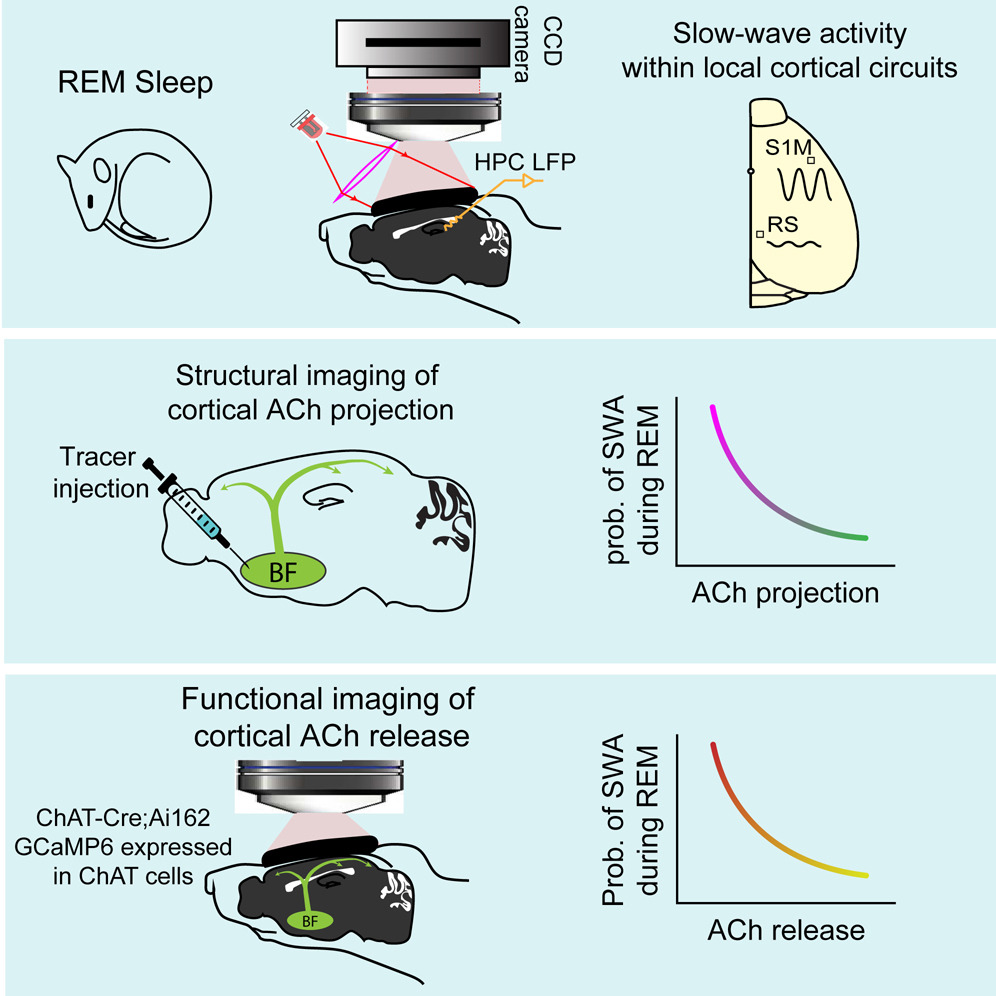 REM Sleep
CCD
camera
HPC LFP
Slow-wave activity
within local cortical circuits
S1M
RS
Structural imaging of
cortical ACh projection
Tracer
injection
BF
prob. of SWA
during REM
ACh projection
Functional imaging of
cortical ACh release
ChAT-Cre;Ai162
GCaMP6 expressed
in ChAT cells
BF
Prob. of SWA
during REM
ACh release